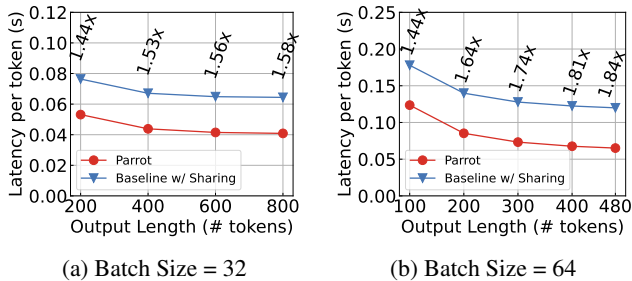 Latency per token (s)
0.12
0.10
0.08
0.06
0.04
0.02
0.00
1.44x
1.53x
1.56x
1.58x
Parrot
Baseline w/ Sharing
200
400
600
800
Output Length (# tokens)
(a) Batch Size = 32
Latency per token (s)
0.25
0.20
0.15
0.10
0.05
0.00
1.44x
1.64x
1.74x
1.81x
1.84x
Parrot
Baseline w/ Sharing
100
200
300
400
480
Output Length (# tokens)
(b) Batch Size = 64